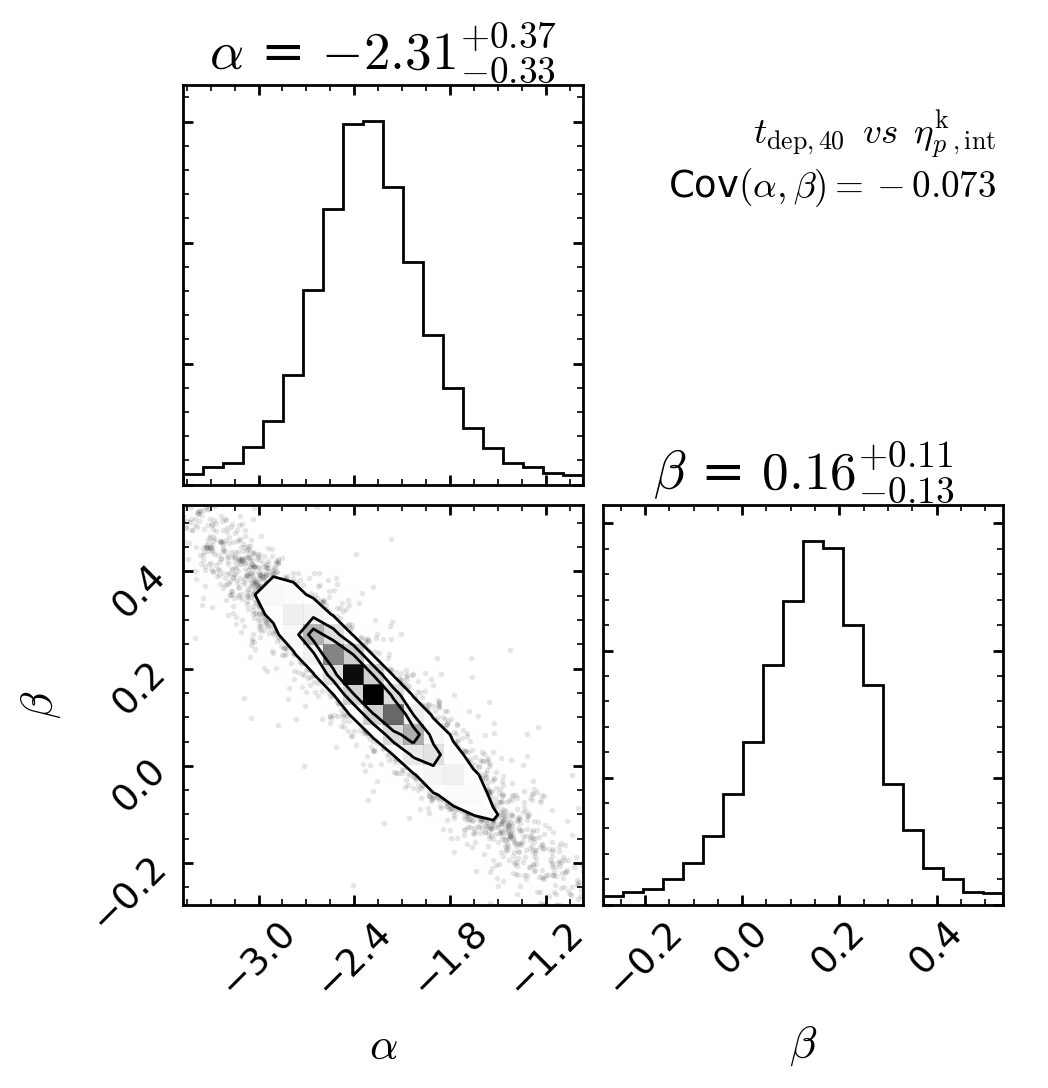 α = −2.31 +0.37 −0.33
t_dep, 40 vs η^k_p, int
Cov(α, β) = − 0.073
β = 0.16 +0.11 −0.13
β
0.4
0.2
0.0
−0.2
−3.0 −2.4 −1.8 −1.2
−0.2 0.0 0.2 0.4
α
β